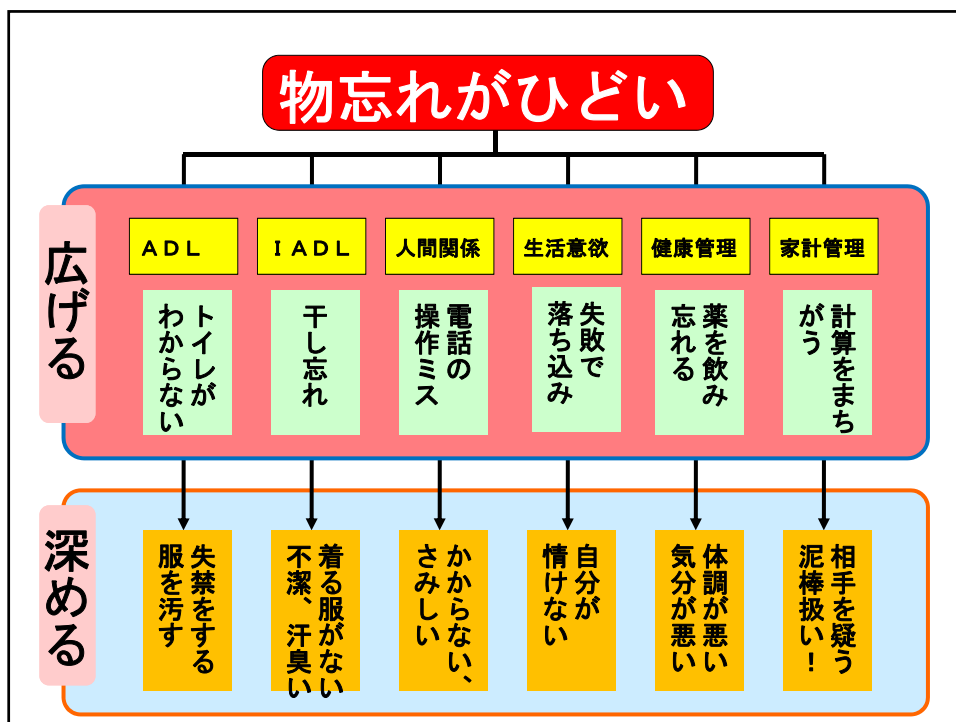 物忘れがひどい
広げる
ADL
IADL
人間関係
生活意欲
健康管理
家計管理
トイレが
わからない
干し忘れ
電話の
操作ミス
失敗で
落ち込み
薬を飲み
忘れる
計算をまち
がう
深める
失禁をする
服を汚す
着る服がない
不潔、汗臭い
かからない、
さみしい
自分が
情けない
体調が悪い
気分が悪い
相手を疑う
泥棒扱い!